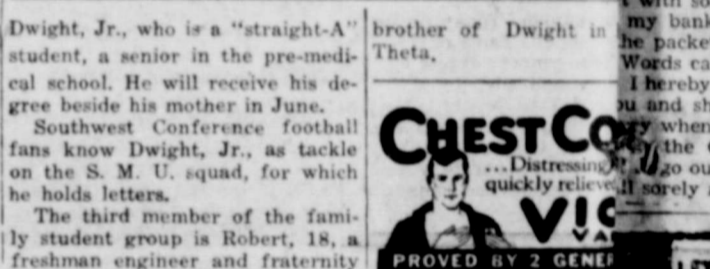 Dwight, Jr., who is a "straight-A"
student, a senior in the pre-medi-
cal school. He will receive his de-
gree beside his mother in June.
Southwest Conference football
fans know Dwight, Jr., as tackle
on the S. M. U. squad, for which
he holds letters.
The third member of the fami-
ly student group is Robert, 18, a
freshman engineer and fraternity
brother of Dwight in
Theta.
CHEST CO
...Distressing
quickly relieve
VIC
VA
PROVED BY 2 GENER
my bank
he packe
Words ca
I hereby
ou and sh
when
the
go ou
sorely